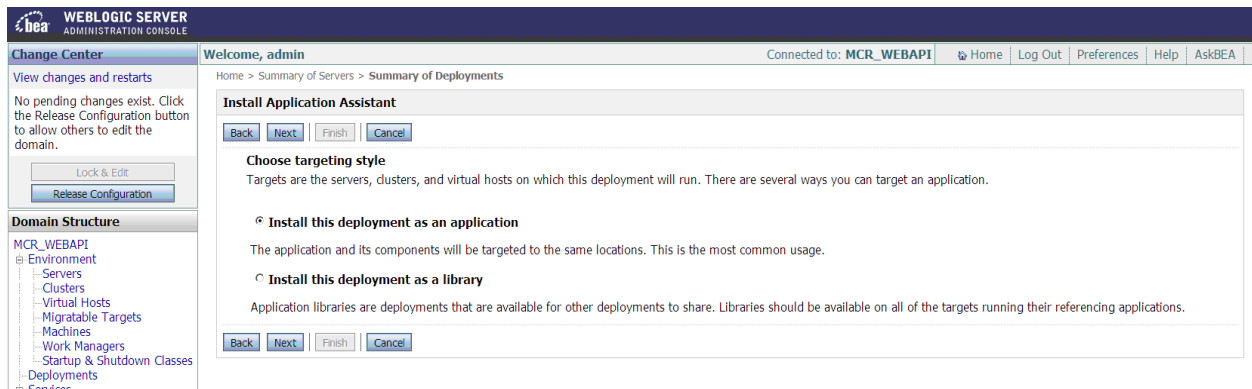 bea
WEBLOGIC SERVER
ADMINISTRATION CONSOLE
Change Center
View changes and restarts
No pending changes exist. Click
the Release Configuration button
to allow others to edit the
domain.
Lock & Edit
Release Configuration
Domain Structure
MCR_WEBAPI
Environment
Servers
Clusters
Virtual Hosts
Migratable Targets
Machines
Work Managers
Startup & Shutdown Classes
Deployments
Services
Welcome, admin
Connected to: MCR_WEBAPI
Home
Log Out
Preferences
Help
AskBEA
Home > Summary of Servers > Summary of Deployments
Install Application Assistant
Back Next Finish Cancel
Choose targeting style
Targets are the servers, clusters, and virtual hosts on which this deployment will run. There are several ways you can target an application.
Install this deployment as an application
The application and its components will be targeted to the same locations. This is the most common usage.
Install this deployment as a library
Application libraries are deployments that are available for other deployments to share. Libraries should be available on all of the targets running their referencing applications.
Back Next Finish Cancel